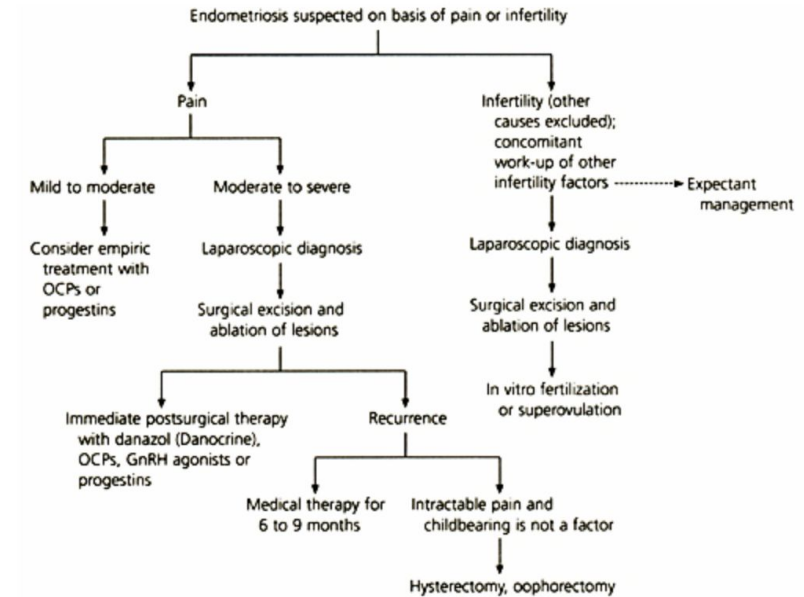 Endometriosis suspected on basis of pain or infertility
Pain
Infertility (other
causes excluded);
concomitant
work-up of other
infertility factors
Expectant
management
Mild to moderate
Moderate to severe
Consider empiric
treatment with
OCPs or
progestins
Laparoscopic diagnosis
Laparoscopic diagnosis
Surgical excision and
ablation of lesions
Surgical excision and
ablation of lesions
In vitro fertilization
or superovulation
Immediate postsurgical therapy
with danazol (Danocrine),
OCPs, GnRH agonists or
progestins
Recurrence
Medical therapy for
6 to 9 months
Intractable pain and
childbearing is not a factor
Hysterectomy, oophorectomy